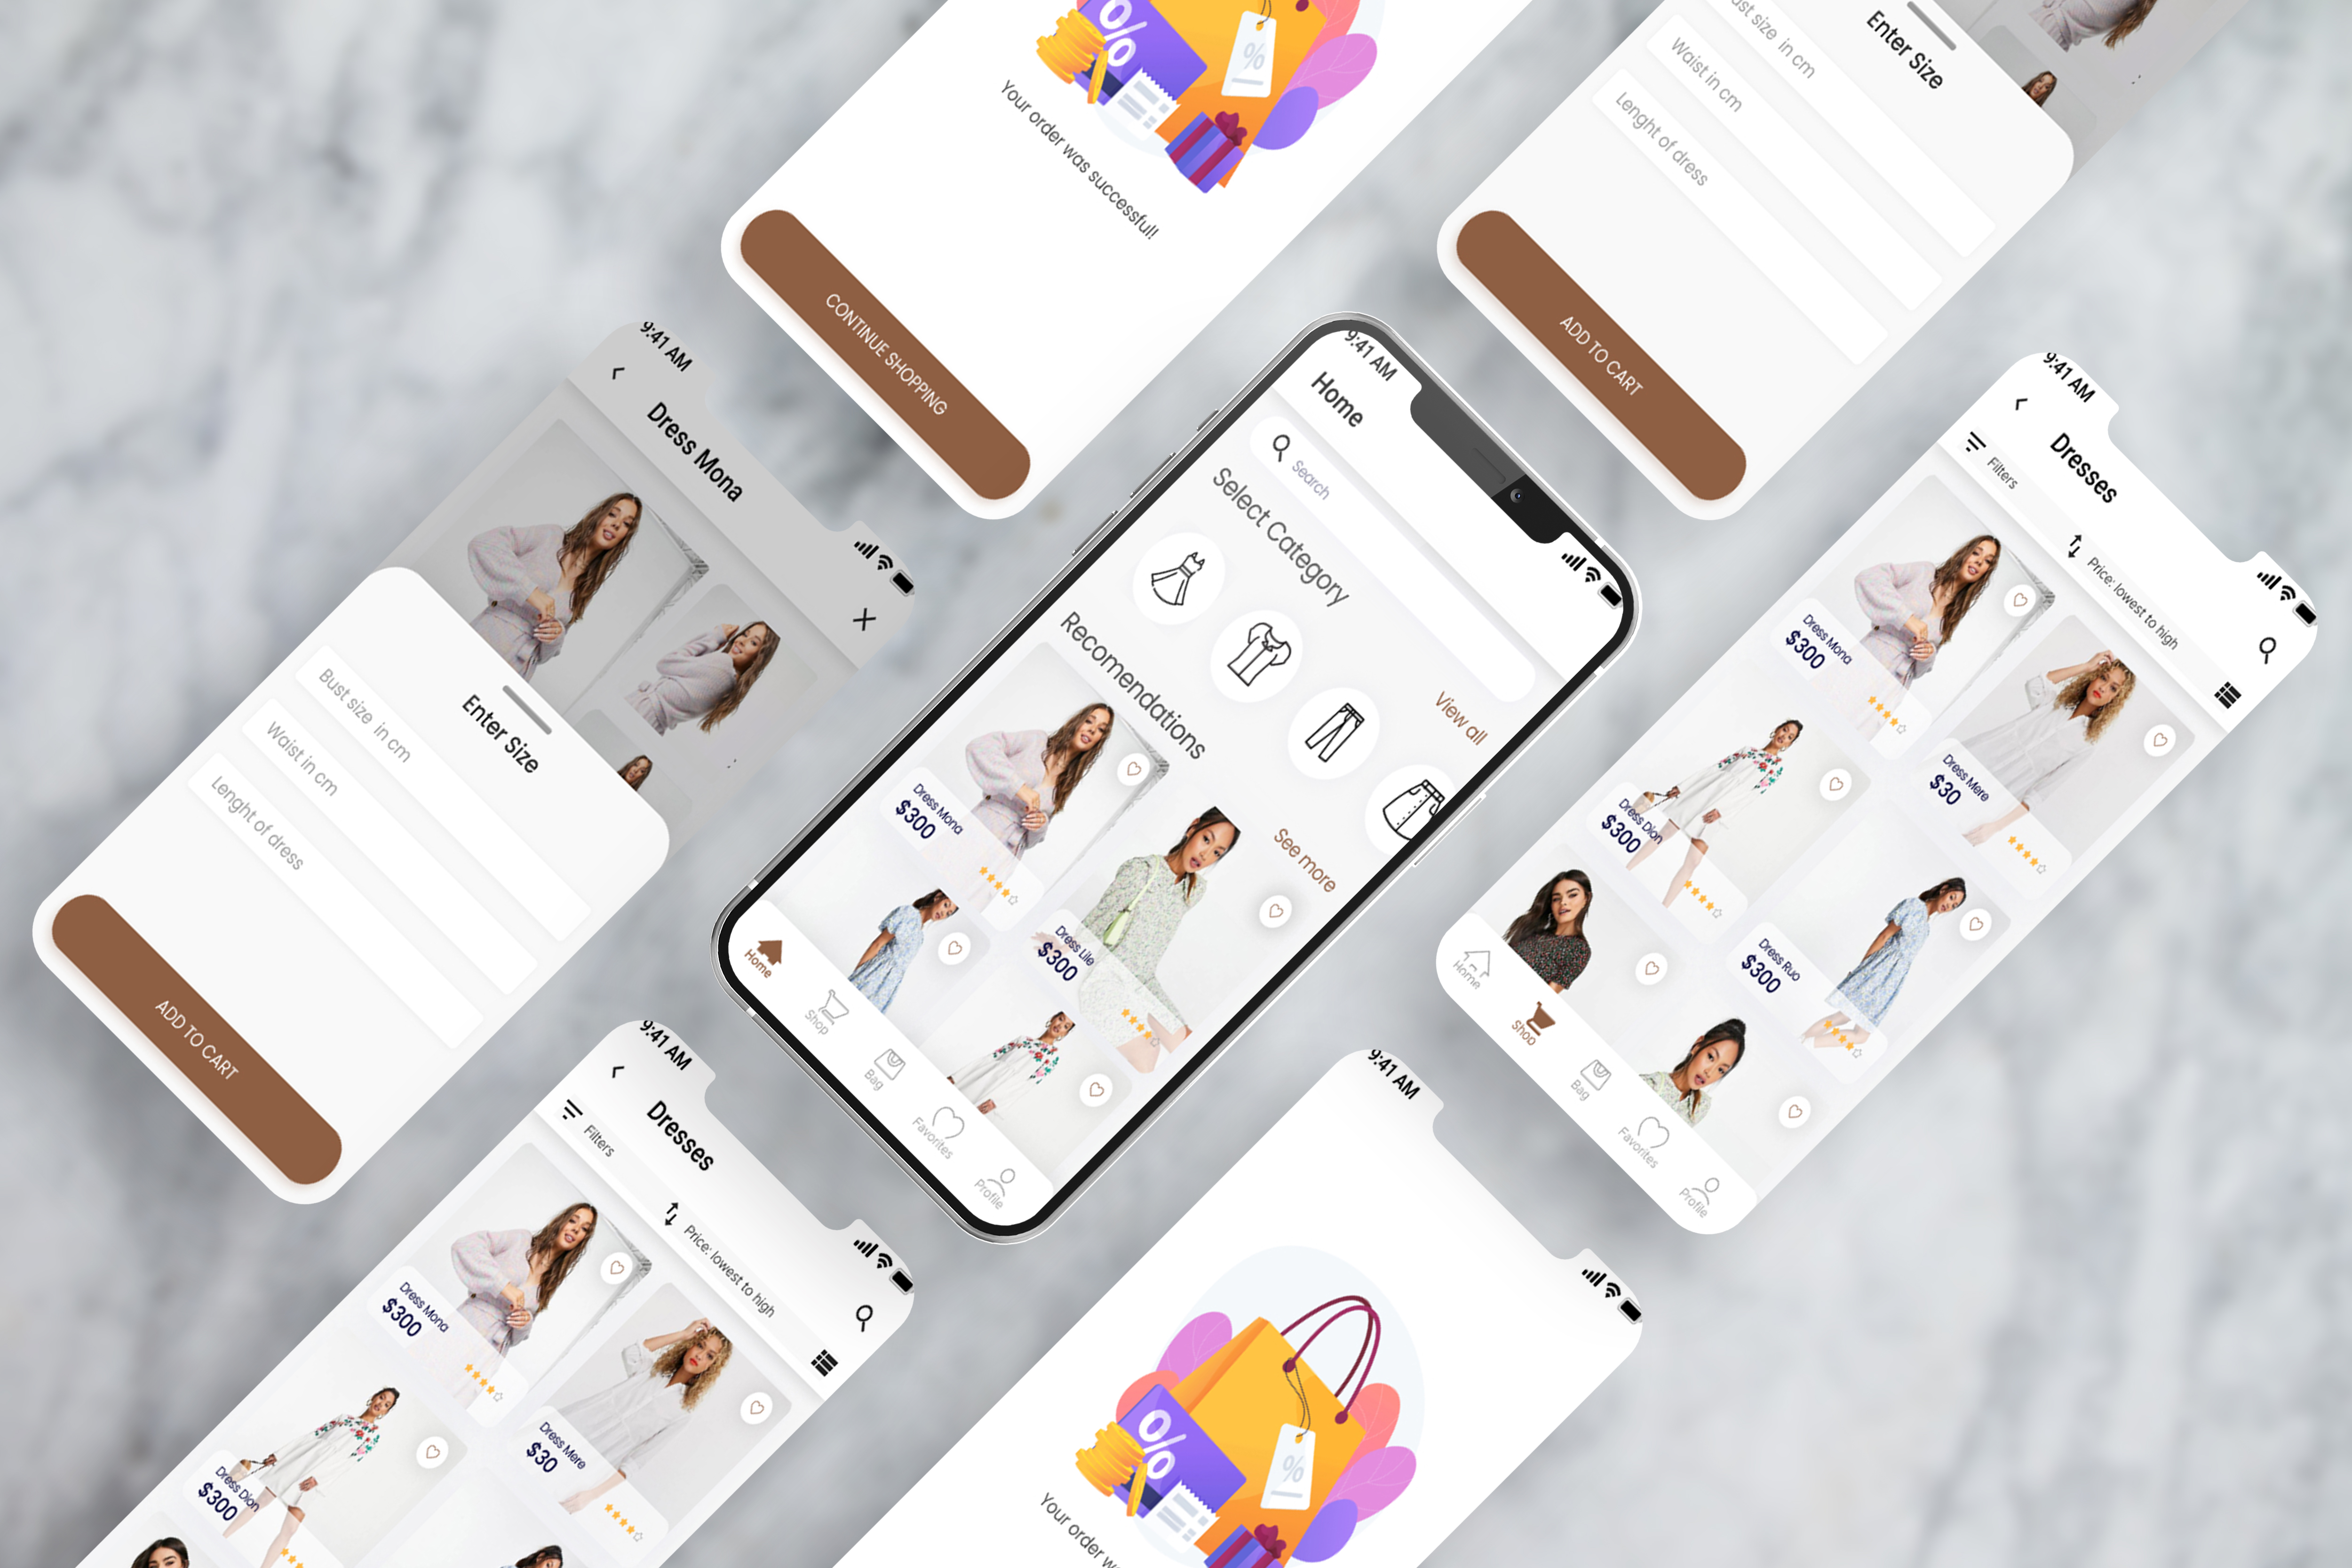 Your order was successful!
CONTINUE SHOPPING
Enter Size
size in cm
Waist in cm
Lenght of dress
ADD TO CART
9:41 AM
Dress Mona
Enter Size
Bust size in cm
Waist in cm
Lenght of dress
ADD TO CART
9:41 AM
Home
Search
Select Category
View all
Recomendations
See more
Dress Mona
$300
Dress Lile
$300
Home
Shop
Bag
Favorites
Profile
9:41 AM
Dresses
Filters
Price: lowest to high
Dress Mona
$300
Dress Mere
$30
Dress Dion
$300
Dress Ruo
$300
Home
Shop
Bag
Favorites
Profile
9:41 AM
Dresses
Filters
Price: lowest to high
Dress Mona
$300
Dress Mere
$30
Dress Dion
$300
9:41 AM
%
%
Your order